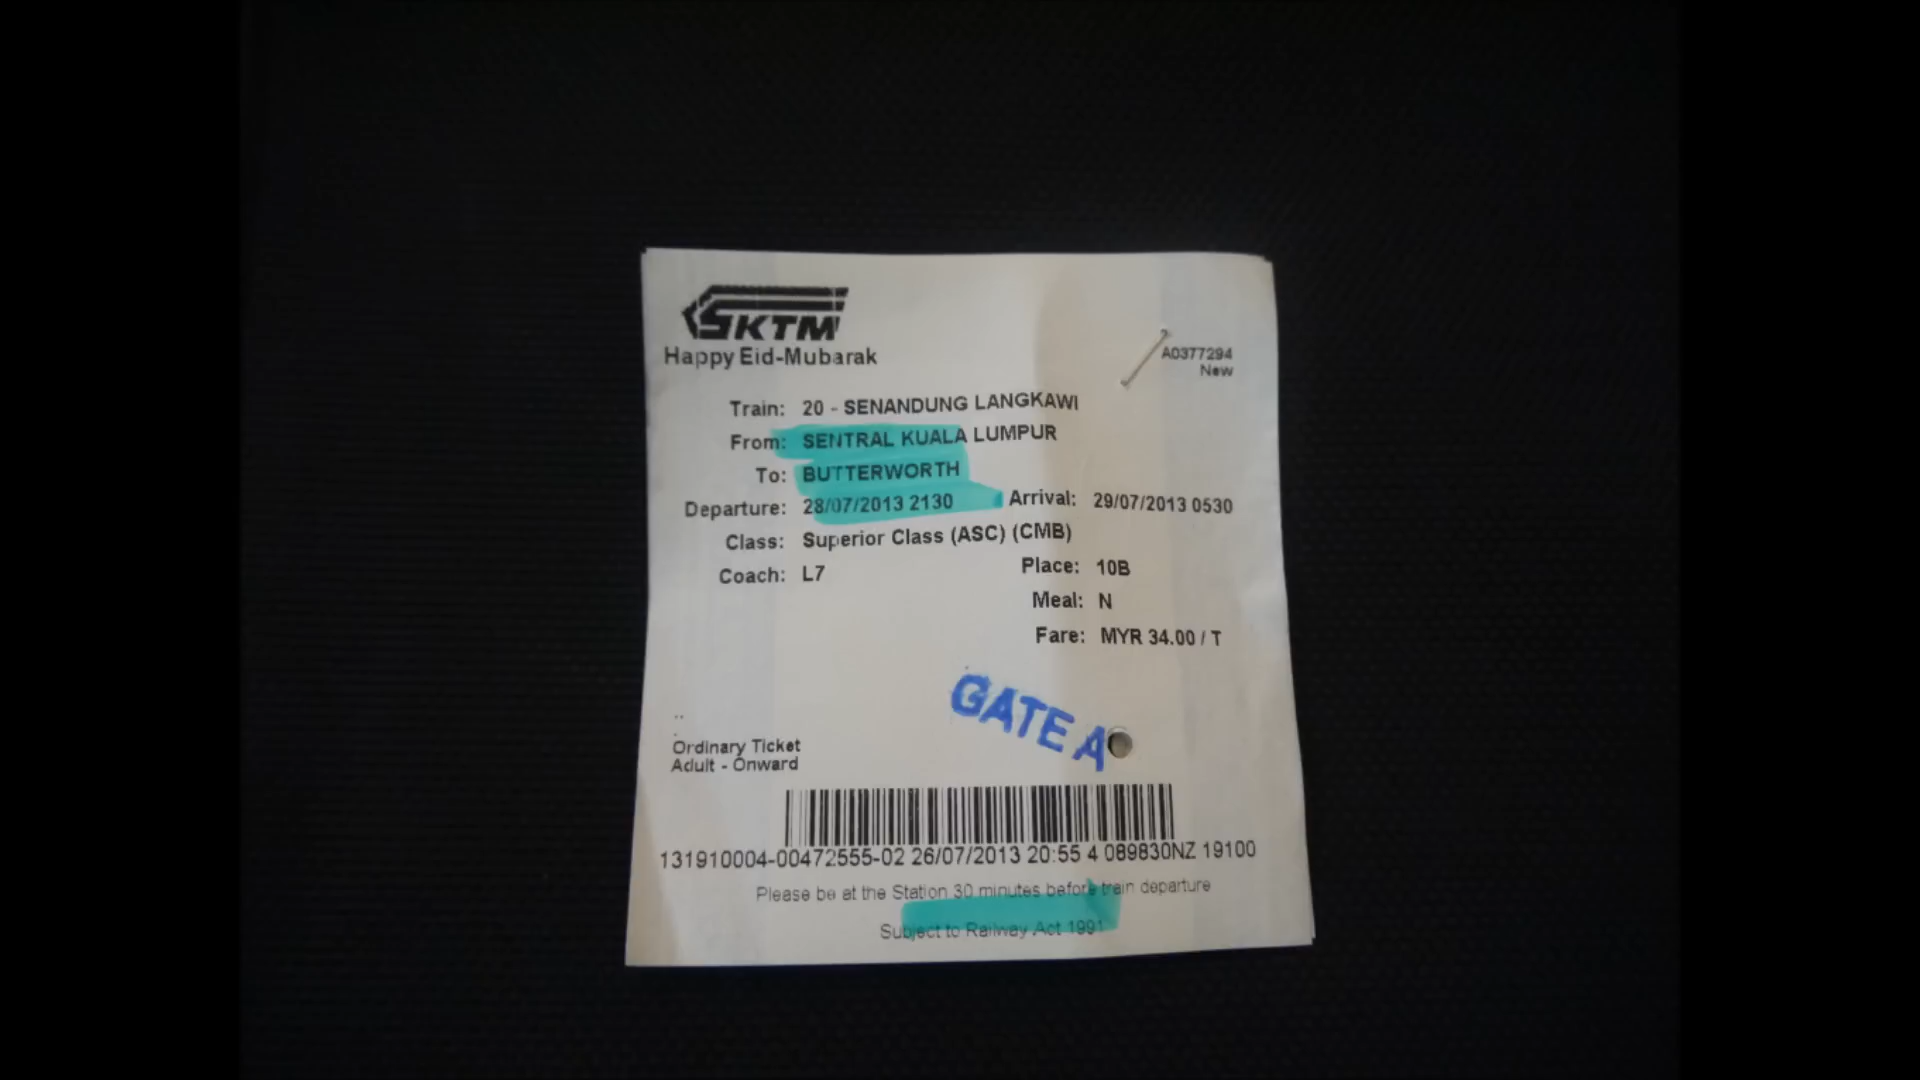 KTM
Happy Eid-Mubarak
A0377294
New
Train: 20 - SENANDUNG LANGKAWI
From: SENTRAL KUALA LUMPUR
To: BUTTERWORTH
Departure: 28/07/2013 2130 Arrival: 29/07/2013 0530
Class: Superior Class (ASC) (CMB)
Coach: L7 Place: 10B
Meal: N
Fare: MYR 34.00 / T
GATE A
Ordinary Ticket
Adult - Onward
131910004-00472555-02 26/07/2013 20:55 4 089830NZ 19100
Please be at the Station 30 minutes before train departure
Subject to Railway Act 1991